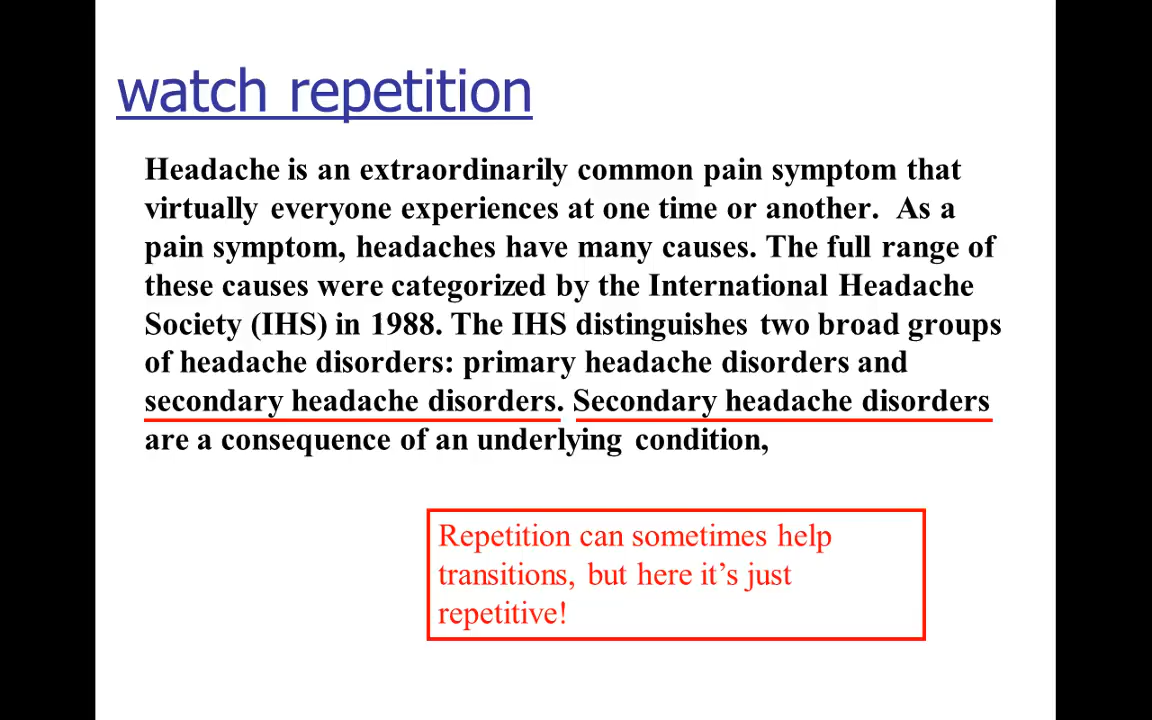 watch repetition
Headache is an extraordinarily common pain symptom that
virtually everyone experiences at one time or another.  As a
pain symptom, headaches have many causes. The full range of
these causes were categorized by the International Headache
Society (IHS) in 1988. The IHS distinguishes two broad groups
of headache disorders: primary headache disorders and
secondary headache disorders. Secondary headache disorders
are a consequence of an underlying condition,
Repetition can sometimes help
transitions, but here it’s just
repetitive!